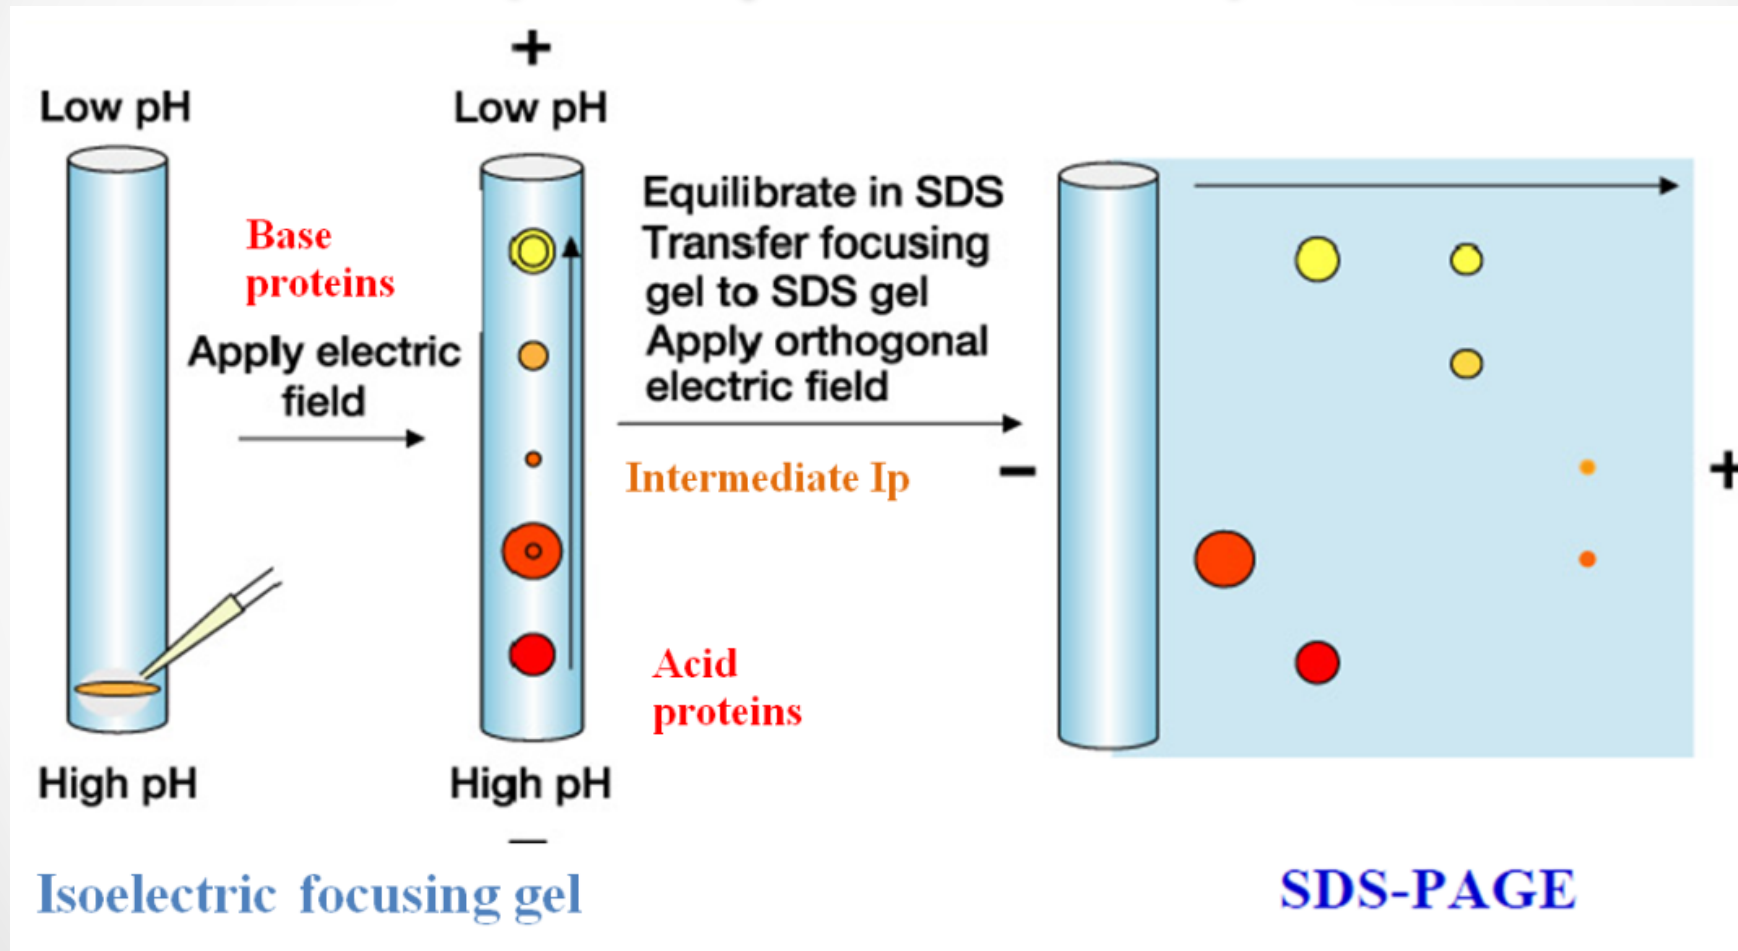 Low pH
High pH
Base
proteins
Apply electric
field
+
Low pH
High pH
−
Equilibrate in SDS
Transfer focusing
gel to SDS gel
Apply orthogonal
electric field
Intermediate Ip
Acid
proteins
−
+
Isoelectric focusing gel
SDS-PAGE